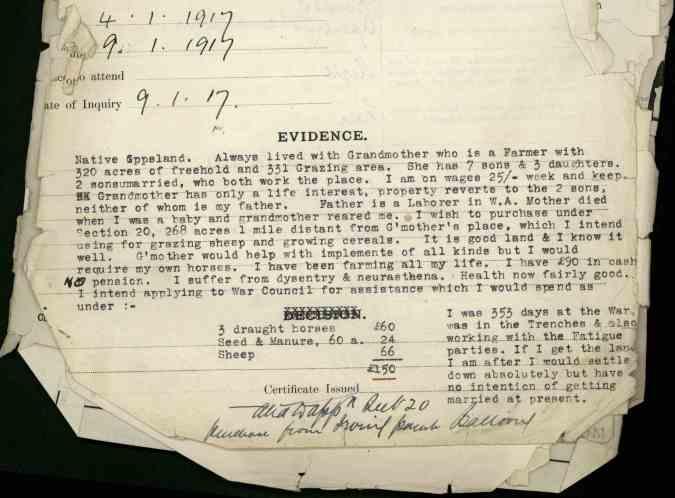 4.1.1917
9.1.1917
to attend
ate of Inquiry 9.1.17.
EVIDENCE.
Native Gppsland. Always lived with Grandmother who is a Farmer with
320 acres of freehold and 331 Grazing area. She has 7 sons & 3 daughters.
2 sonsumarried, who both work the place. I am on wages 25/- week and keep.
Grandmother has only a life interest, property reverts to the 2 sons,
neither of whom is my father. Father is a Laborer in W.A. Mother died
when I was a baby and grandmother reared me. I wish to purchase under
Section 20, 268 acres 1 mile distant from G'mother's place, which I intend
using for grazing sheep and growing cereals. It is good land & I know it
well. G'mother would help with implemente of all kinds but I would
require my own horses. I have been farming all my life. I have £90 in cash
No pension. I suffer from dysentry & neurasthena. Health now fairly good.
I intend applying to War Council for assistance which I would spend as
under :-
DECISION.
3 draught horses £60
Seed & Manure, 60 a. 24
Sheep 66
£150
I was 353 days at the War,
was in the Trenches & also
working with the Fatigue
parties. If I get the lan
I am after I would settle
down absolutely but have
no intention of getting
married at present.
Certificate Issued
20
purchase from Parish